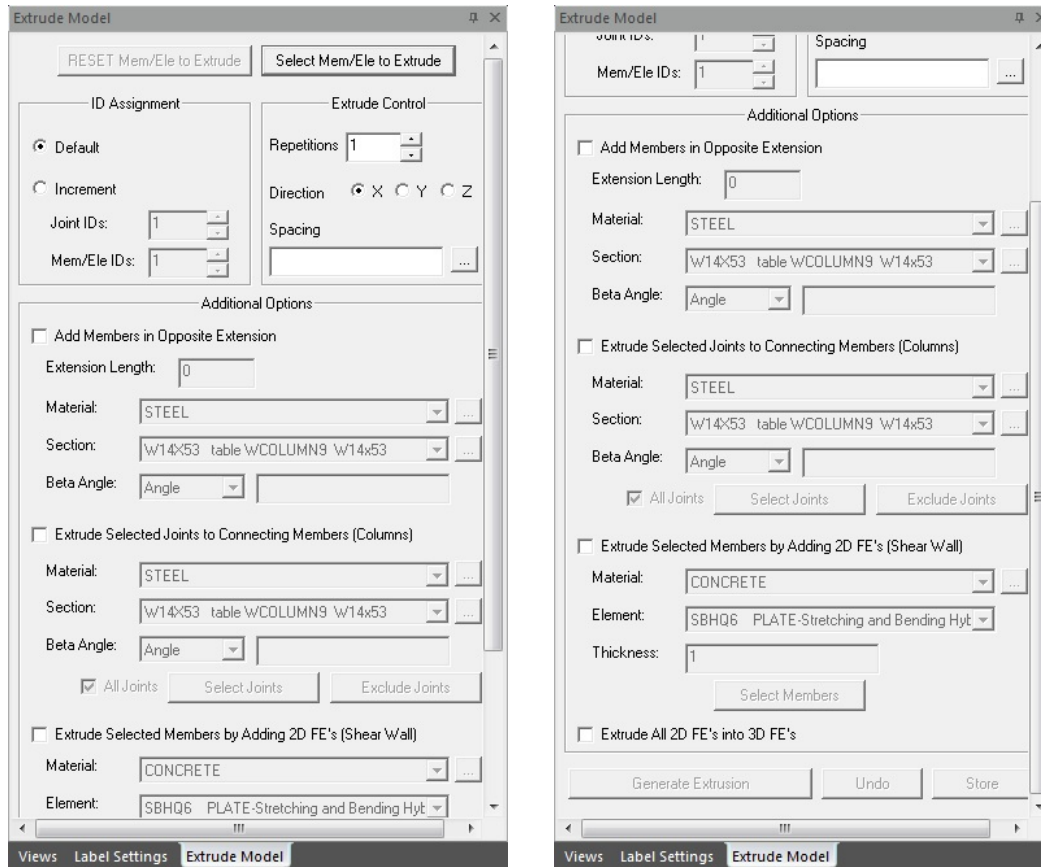 Extrude Model
RESET Mem/Ele to Extrude Select Mem/Ele to Extrude
ID Assignment Extrude Control
Default Repetitions 1
Increment Direction X Y Z
Joint IDs: 1 Spacing
Mem/Ele IDs: 1 ...
Additional Options
Add Members in Opposite Extension
Extension Length: 0
Material: STEEL ...
Section: W14X53 table WCOLUMN9 W14x53 ...
Beta Angle: Angle
Extrude Selected Joints to Connecting Members (Columns)
Material: STEEL ...
Section: W14X53 table WCOLUMN9 W14x53 ...
Beta Angle: Angle
All Joints Select Joints Exclude Joints
Extrude Selected Members by Adding 2D FE's (Shear Wall)
Material: CONCRETE ...
Element: SBHQ6 PLATE-Stretching and Bending Hyb
Views Label Settings Extrude Model
Extrude Model
Joint IDs: 1 Spacing
Mem/Ele IDs: 1 ...
Additional Options
Add Members in Opposite Extension
Extension Length: 0
Material: STEEL ...
Section: W14X53 table WCOLUMN9 W14x53 ...
Beta Angle: Angle
Extrude Selected Joints to Connecting Members (Columns)
Material: STEEL ...
Section: W14X53 table WCOLUMN9 W14x53 ...
Beta Angle: Angle
All Joints Select Joints Exclude Joints
Extrude Selected Members by Adding 2D FE's (Shear Wall)
Material: CONCRETE ...
Element: SBHQ6 PLATE-Stretching and Bending Hyb
Thickness: 1
Select Members
Extrude All 2D FE's into 3D FE's
Generate Extrusion Undo Store
Views Label Settings Extrude Model